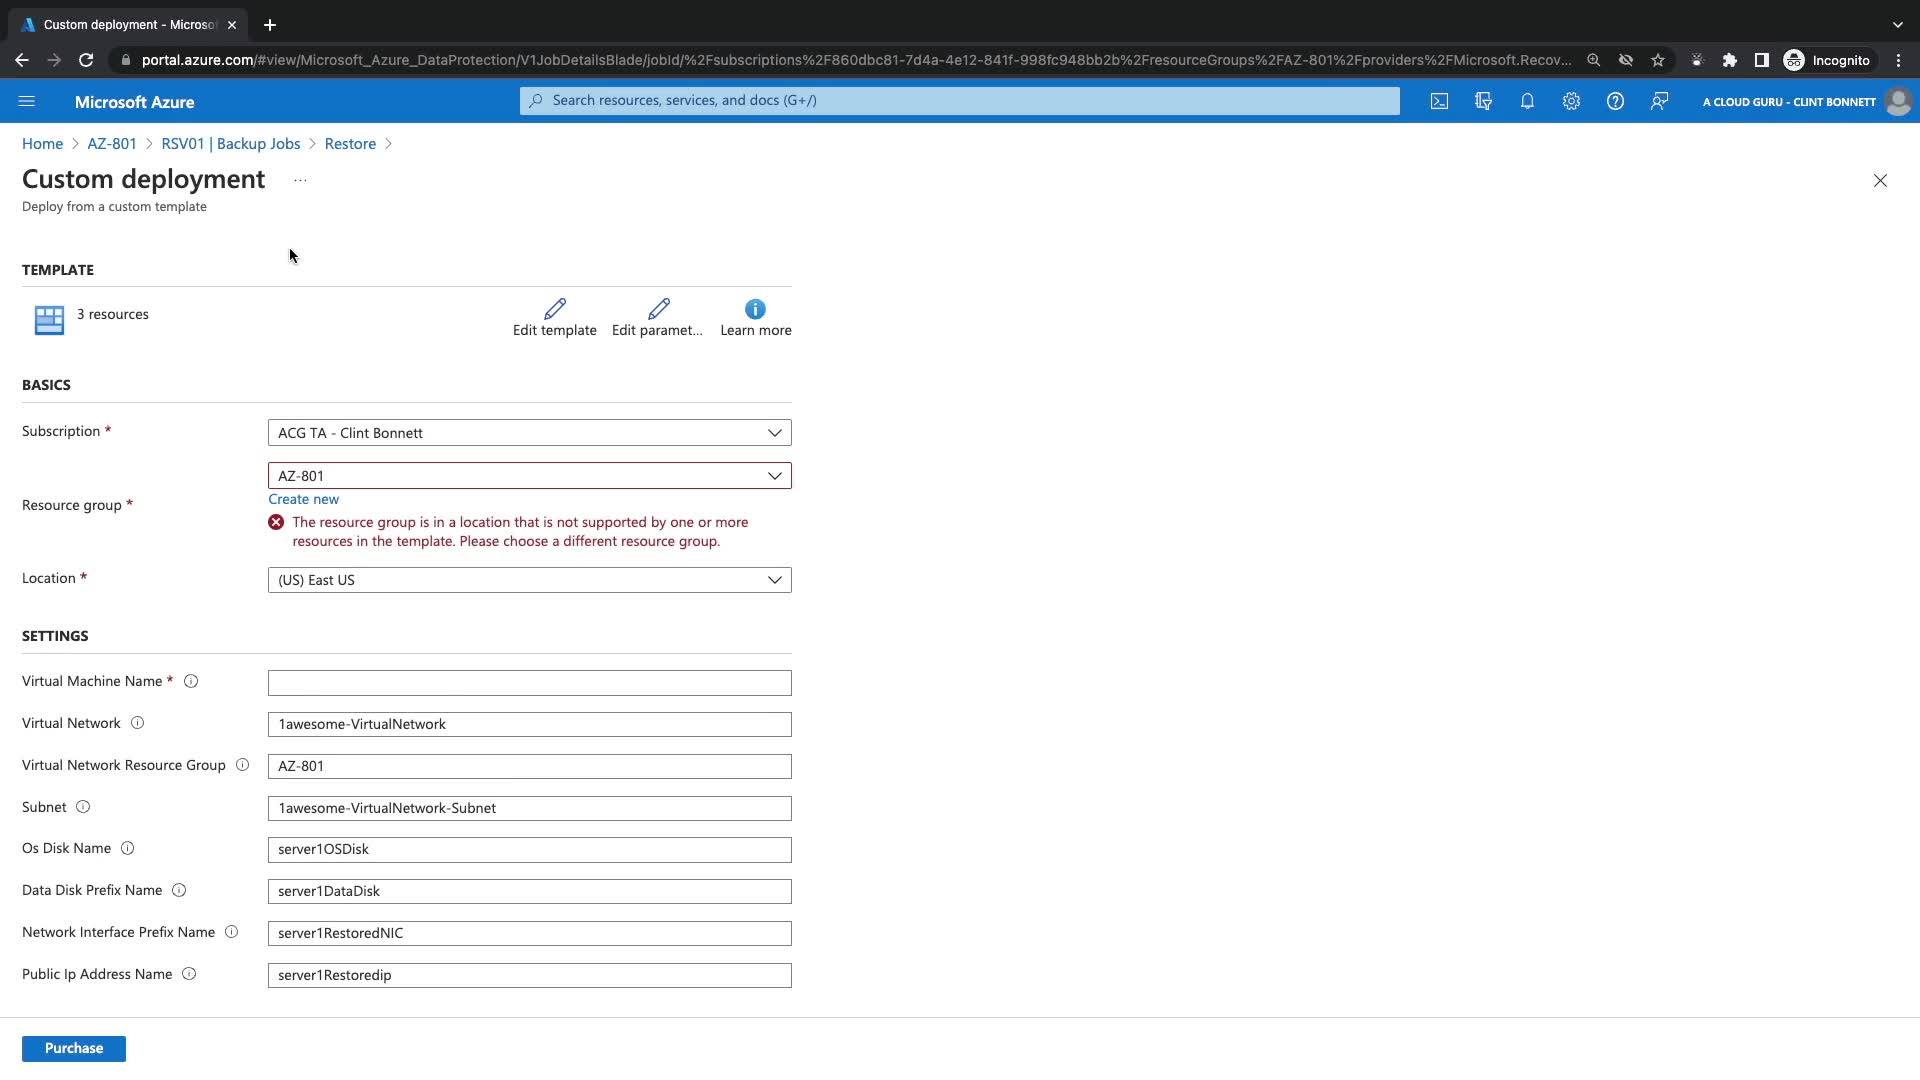 Custom deployment - Microsof
portal.azure.com/#view/Microsoft_Azure_DataProtection/V1JobDetailsBlade/jobId/%2Fsubscriptions%2F860dbc81-7d4a-4e12-841f-998fc948bb2b%2FresourceGroups%2FAZ-801%2Fproviders%2FMicrosoft.Recov...
Incognito
Microsoft Azure
Search resources, services, and docs (G+/)
A CLOUD GURU - CLINT BONNETT
Home > AZ-801 > RSV01 | Backup Jobs > Restore >
Custom deployment ...
Deploy from a custom template
TEMPLATE
3 resources
Edit template
Edit paramet...
Learn more
BASICS
Subscription *
ACG TA - Clint Bonnett
AZ-801
Create new
Resource group *
The resource group is in a location that is not supported by one or more
resources in the template. Please choose a different resource group.
Location *
(US) East US
SETTINGS
Virtual Machine Name *
Virtual Network
1awesome-VirtualNetwork
Virtual Network Resource Group
AZ-801
Subnet
1awesome-VirtualNetwork-Subnet
Os Disk Name
server1OSDisk
Data Disk Prefix Name
server1DataDisk
Network Interface Prefix Name
server1RestoredNIC
Public Ip Address Name
server1Restoredip
Purchase